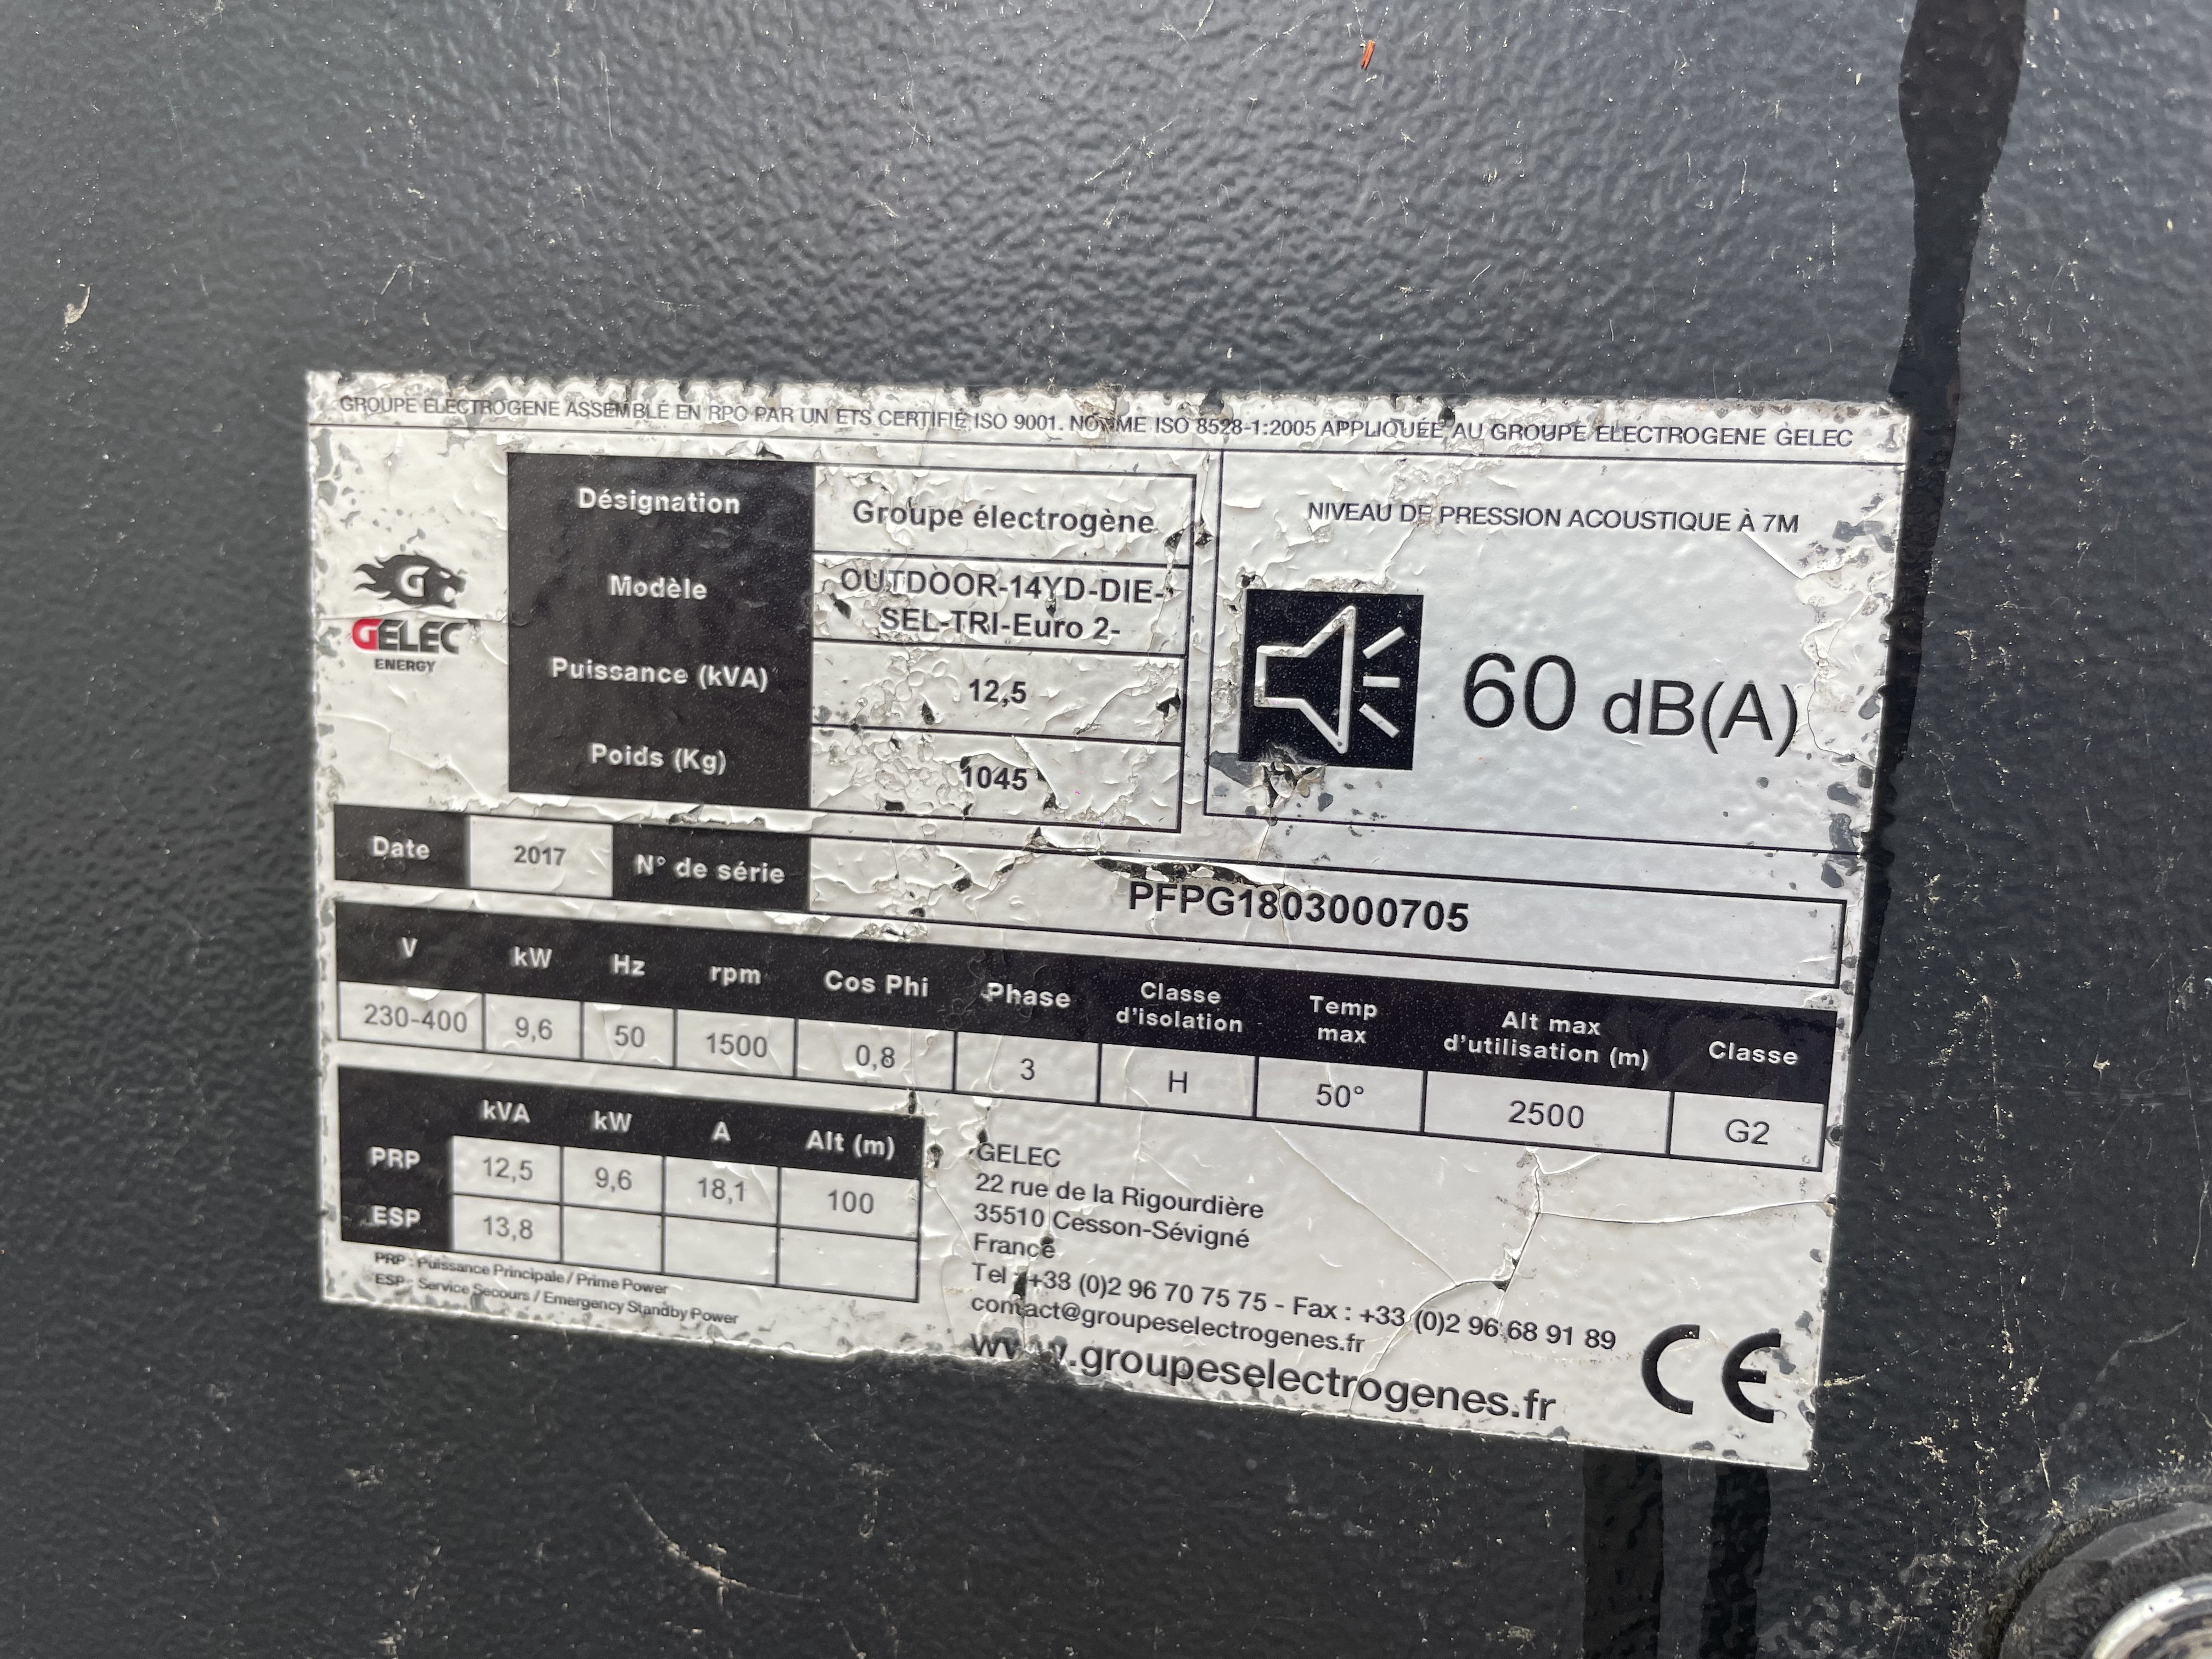 GROUPE ELECTROGENE ASSEMBLÉ EN RPC PAR UN ETS CERTIFIÉ ISO 9001. NORME ISO 8528-1:2005 APPLIQUÉE AU GROUPE ELECTROGENE GELEC
G
GELEC
ENERGY
Désignation Groupe électrogène
Modèle OUTDOOR-14YD-DIE-
SEL-TRI-Euro 2-
Puissance (kVA) 12,5
Poids (Kg) 1045
NIVEAU DE PRESSION ACOUSTIQUE À 7M
60 dB(A)
Date 2017 N° de série PFPG1803000705
V kW Hz rpm Cos Phi Phase Classe d'isolation Temp max Alt max d'utilisation (m) Classe
230-400 9,6 50 1500 0,8 3 H 50° 2500 G2
kVA kW A Alt (m)
PRP 12,5 9,6 18,1 100
ESP 13,8
PRP : Puissance Principale / Prime Power
ESP : Service Secours / Emergency Standby Power
GELEC
22 rue de la Rigourdière
35510 Cesson-Sévigné
France
Tel : +33 (0)2 96 70 75 75 - Fax : +33 (0)2 96 68 91 89
contact@groupeselectrogenes.fr
www.groupeselectrogenes.fr
CE